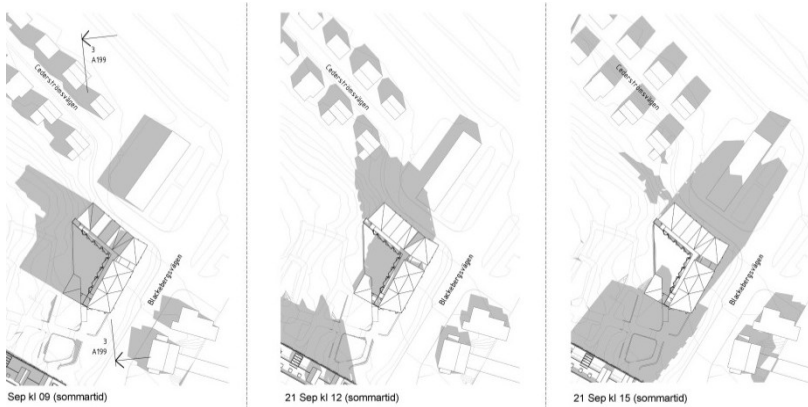 3
A199
Cederströmsvägen
3
A199
Sep kl 09 (sommartid)
Cederströmsvägen
Blackebergsvägen
21 Sep kl 12 (sommartid)
Cederströmsvägen
Blackebergsvägen
21 Sep kl 15 (sommartid)